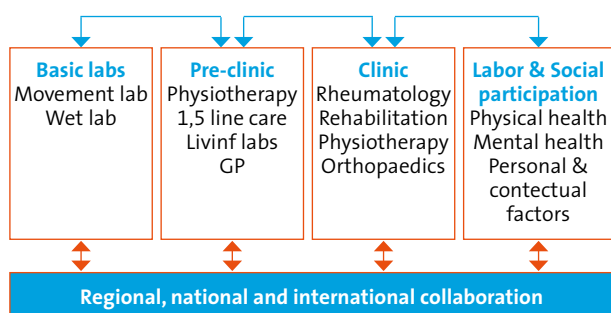 Basic labs
Movement lab
Wet lab
Pre-clinic
Physiotherapy
1,5 line care
Livinf labs
GP
Clinic
Rheumatology
Rehabilitation
Physiotherapy
Orthopaedics
Labor & Social
participation
Physical health
Mental health
Personal &
contectual
factors
Regional, national and international collaboration